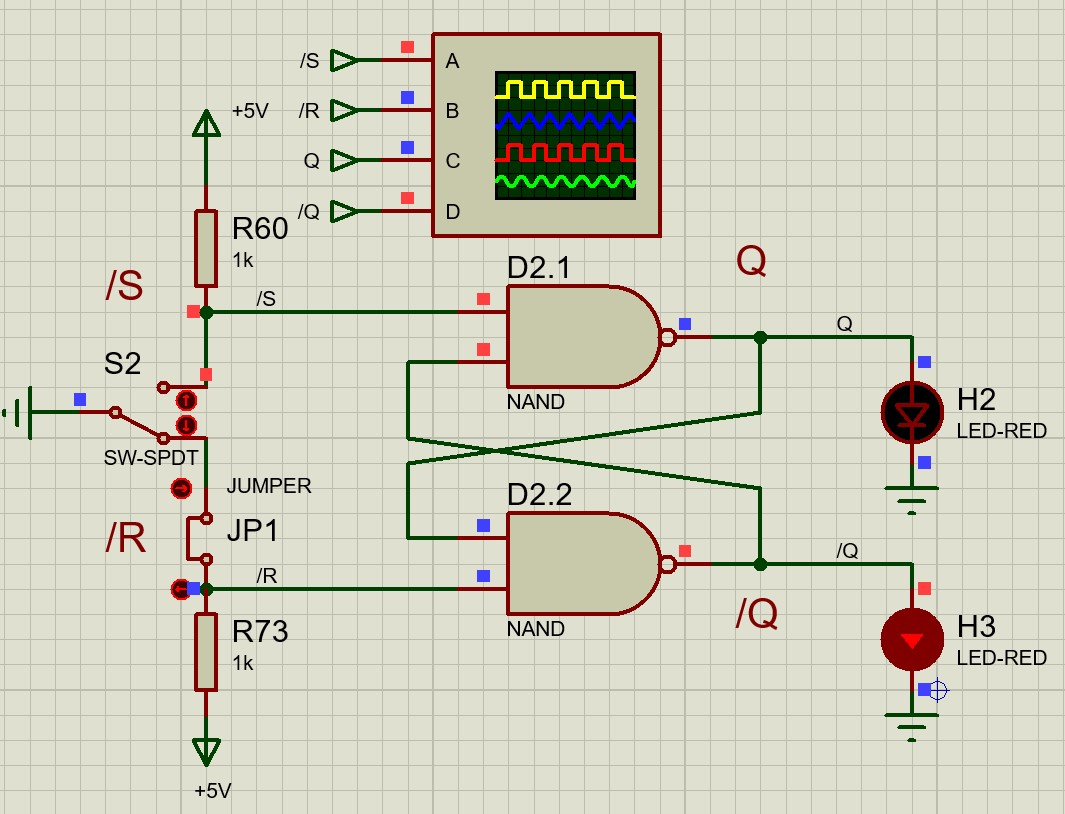 /S
A
/R
B
Q
C
/Q
D
+5V
R60
1k
/S
/S
D2.1
NAND
Q
Q
S2
SW-SPDT
JUMPER
JP1
/R
/R
D2.2
NAND
/Q
/Q
H2
LED-RED
H3
LED-RED
R73
1k
+5V